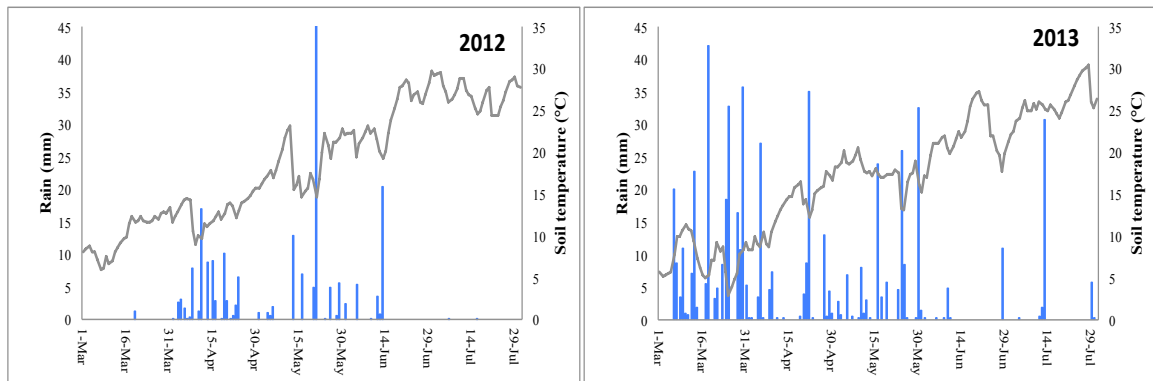 2012
Rain (mm)
45
40
35
30
25
20
15
10
5
0
35
30
25
20
15
10
5
0
Soil temperature (°C)
1-Mar
16-Mar
31-Mar
15-Apr
30-Apr
15-May
30-May
14-Jun
29-Jun
14-Jul
29-Jul
2013
Rain (mm)
45
40
35
30
25
20
15
10
5
0
35
30
25
20
15
10
5
0
Soil temperature (°C)
1-Mar
16-Mar
31-Mar
15-Apr
30-Apr
15-May
30-May
14-Jun
29-Jun
14-Jul
29-Jul